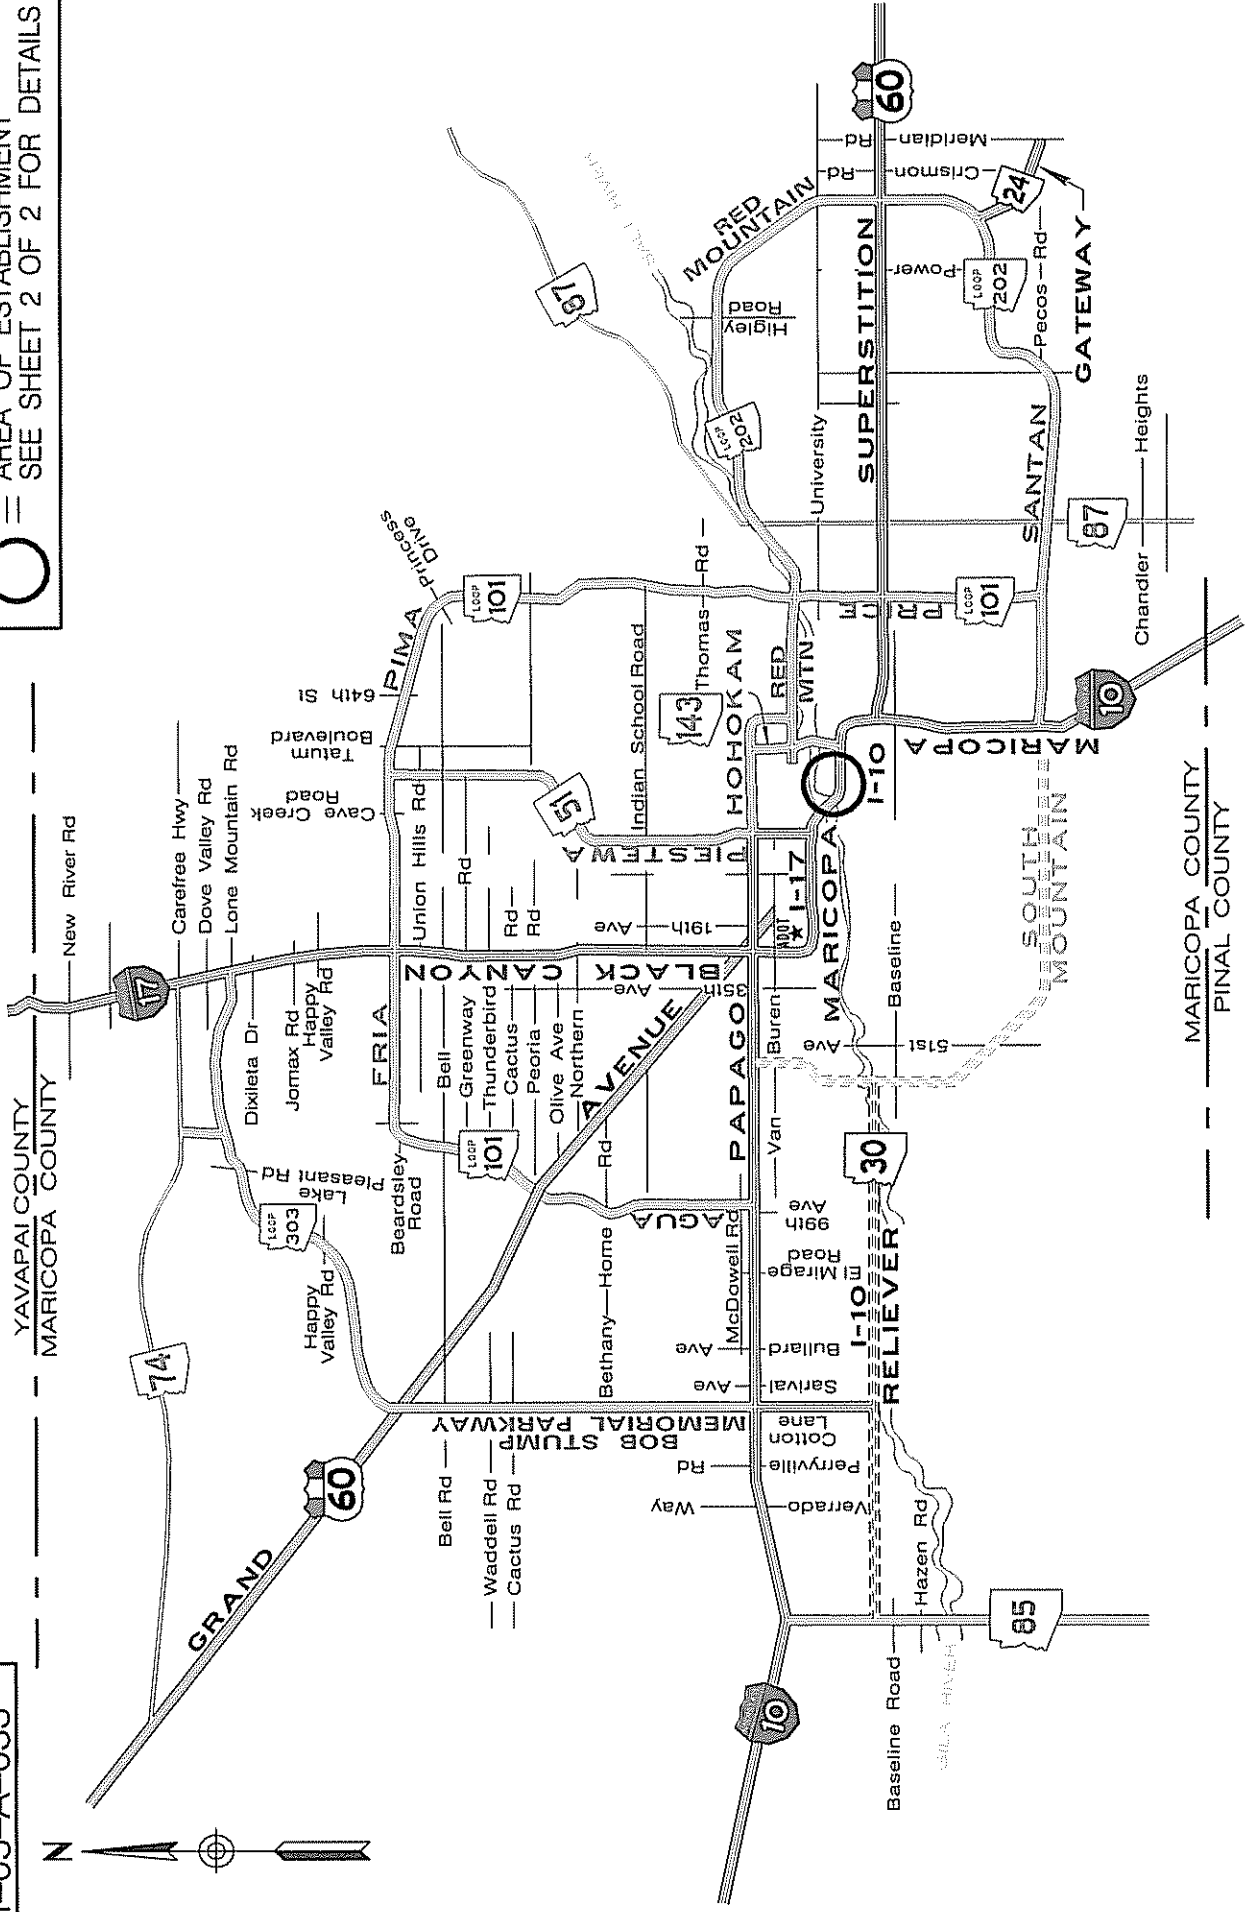 = AREA OF ESTABLISHMENT
SEE SHEET 2 OF 2 FOR DETAILS
N
YAVAPAI COUNTY
MARICOPA COUNTY
New River Rd
17
Carefree Hwy
Dove Valley Rd
Lone Mountain Rd
Dixileta Dr
Jomax Rd
Happy
Valley Rd
74
Lake
Pleasant Rd
LOOP
303
Happy
Valley Rd
GRAND
60
AVENUE
Beardsley
Road
FRIA
LOOP
101
AGUA
Union Hills Rd
Bell
Greenway
Rd
Thunderbird
Cactus
Rd
Peoria
Rd
Olive Ave
Northern
Bell Rd
Waddell Rd
Cactus Rd
Bethany
Home
Rd
Cave Creek
Road
Tatum
Boulevard
64th St
PIMA
Princess
Drive
LOOP
101
51
PIESTEWA
BLACK CANYON
19th
Ave
35th
Ave
Indian School Road
Thomas
Rd
143
HOHOKAM
RED
MTN
87
LOOP
202
Higley
Road
RED
MOUNTAIN
University
SUPERSTITION
60
Meridian
Rd
Crismon
Rd
24
GATEWAY
Power
LOOP
202
Pecos
Rd
SANTAN
87
Chandler
Heights
LOOP
101
10
MARICOPA
I-10
MARICOPA
I-17
ADOT
PAPAGO
Van
Buren
McDowell Rd
BOB STUMP
MEMORIAL PARKWAY
Way
Verrado
Rd
Perryville
Cotton
Lane
Ave
Sarival
Ave
Bullard
El Mirage
Road
99th
Ave
51st
Ave
Baseline
SOUTH
MOUNTAIN
30
I-10
RELIEVER
Hazen Rd
Baseline Road
85
10
MARICOPA COUNTY
PINAL COUNTY